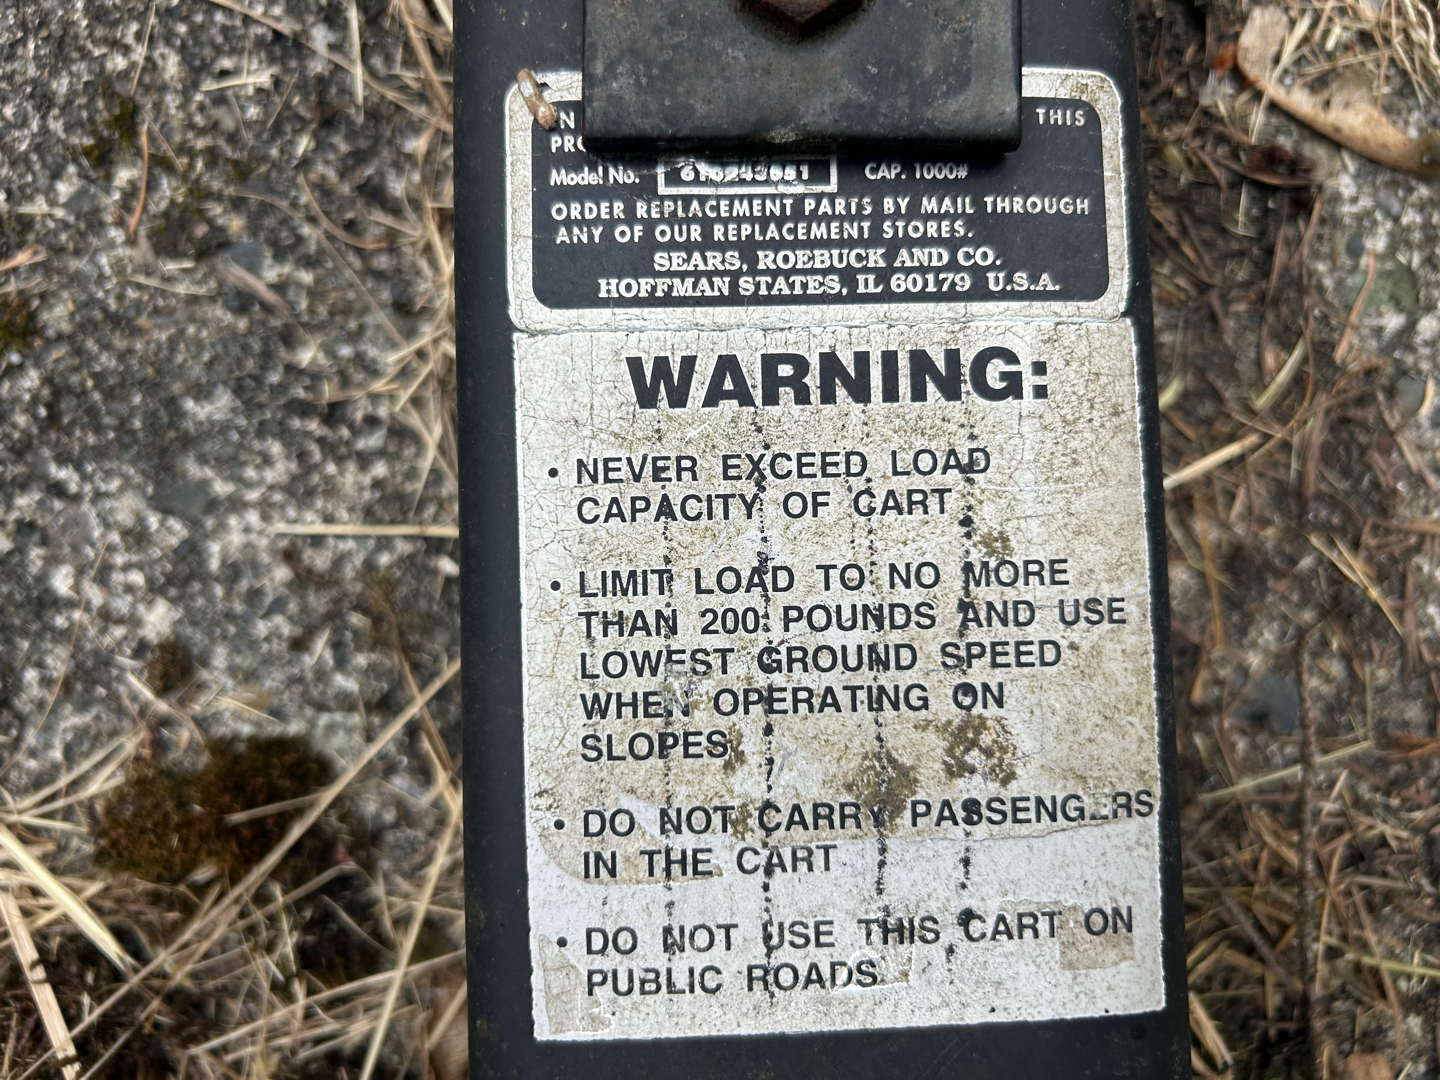 IN THIS
Model No. CAP. 1000#
ORDER REPLACEMENT PARTS BY MAIL THROUGH
ANY OF OUR REPLACEMENT STORES.
SEARS, ROEBUCK AND CO.
HOFFMAN STATES, IL 60179 U.S.A.
WARNING:
• NEVER EXCEED LOAD
CAPACITY OF CART
• LIMIT LOAD TO NO MORE
THAN 200 POUNDS AND USE
LOWEST GROUND SPEED
WHEN OPERATING ON
SLOPES
• DO NOT CARRY PASSENGERS
IN THE CART
• DO NOT USE THIS CART ON
PUBLIC ROADS